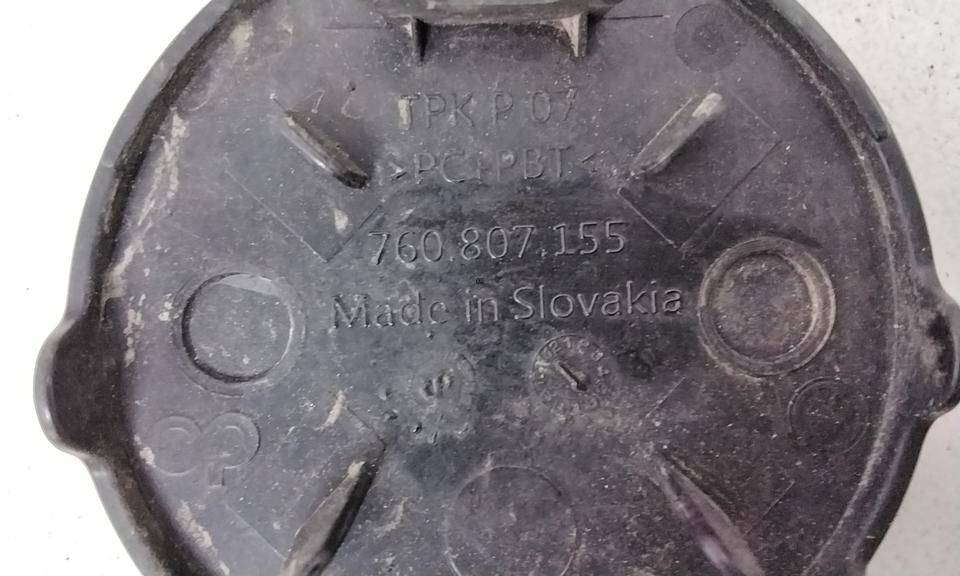 TPK P 07
>PC+PBT<
760.807.155
Made in Slovakia